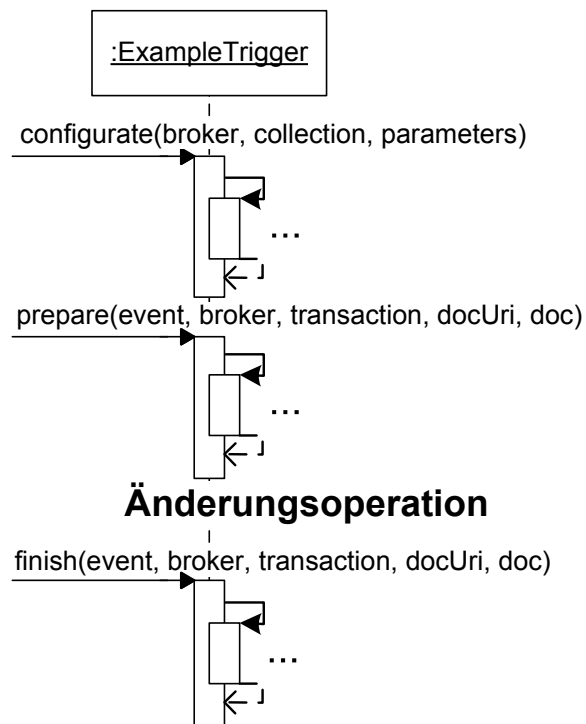 :ExampleTrigger
configurate(broker, collection, parameters)
...
prepare(event, broker, transaction, docUri, doc)
...
Änderungsoperation
finish(event, broker, transaction, docUri, doc)
...